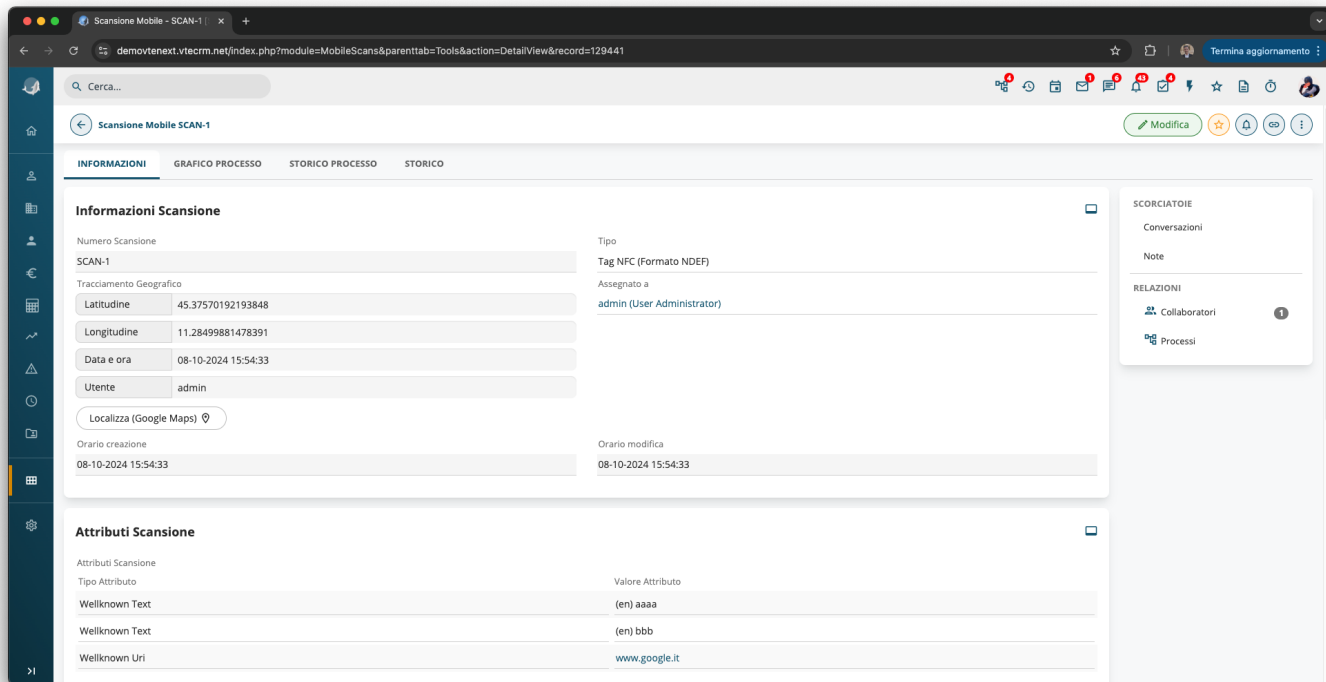 Scansione Mobile - SCAN-1 [
demovtenext.vtecrm.net/index.php?module=MobileScans&parenttab=Tools&action=DetailView&record=129441
Termina aggiornamento
Cerca...
4
1
6
43
4
Scansione Mobile SCAN-1
Modifica
INFORMAZIONI GRAFICO PROCESSO STORICO PROCESSO STORICO
Informazioni Scansione
Numero Scansione
SCAN-1
Tipo
Tag NFC (Formato NDEF)
Tracciamento Geografico
Latitudine 45.37570192193848
Longitudine 11.28499881478391
Data e ora 08-10-2024 15:54:33
Utente admin
Localizza (Google Maps)
Assegnato a
admin (User Administrator)
Orario creazione
08-10-2024 15:54:33
Orario modifica
08-10-2024 15:54:33
Attributi Scansione
Attributi Scansione
Tipo Attributo Valore Attributo
Wellknown Text (en) aaaa
Wellknown Text (en) bbb
Wellknown Uri www.google.it
SCORCIATOIE
Conversazioni
Note
RELAZIONI
Collaboratori 1
Processi